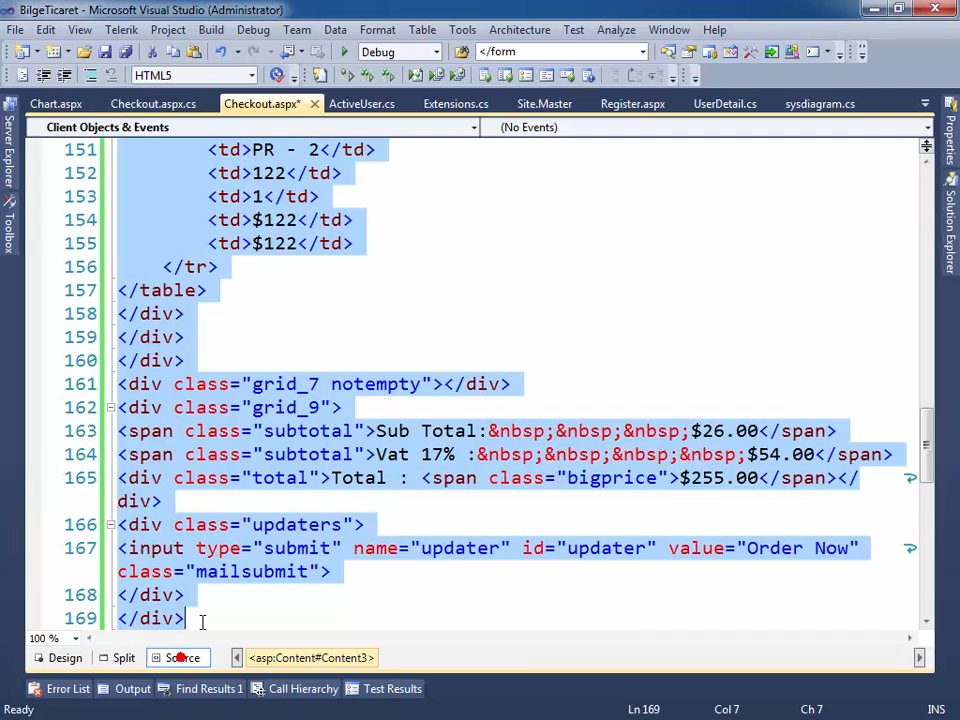 BilgeTicaret - Microsoft Visual Studio (Administrator)
File Edit View Telerik Project Build Debug Team Data Format Table Tools Architecture Test Analyze Window Help
Debug </form
HTML5
Chart.aspx Checkout.aspx.cs Checkout.aspx* ActiveUser.cs Extensions.cs Site.Master Register.aspx UserDetail.cs sysdiagram.cs
Client Objects & Events (No Events)
Server Explorer
Toolbox
Properties
Solution Explorer
151 <td>PR - 2</td>
152 <td>122</td>
153 <td>1</td>
154 <td>$122</td>
155 <td>$122</td>
156 </tr>
157 </table>
158 </div>
159 </div>
160 </div>
161 <div class="grid_7 notempty"></div>
162 <div class="grid_9">
163 <span class="subtotal">Sub Total:&nbsp;&nbsp;&nbsp;$26.00</span>
164 <span class="subtotal">Vat 17% :&nbsp;&nbsp;&nbsp;&nbsp;$54.00</span>
165 <div class="total">Total : <span class="bigprice">$255.00</span></
div>
166 <div class="updaters">
167 <input type="submit" name="updater" id="updater" value="Order Now"
class="mailsubmit">
168 </div>
169 </div>
100 %
Design Split Source <asp:Content#Content3>
Error List Output Find Results 1 Call Hierarchy Test Results
Ready Ln 169 Col 7 Ch 7 INS